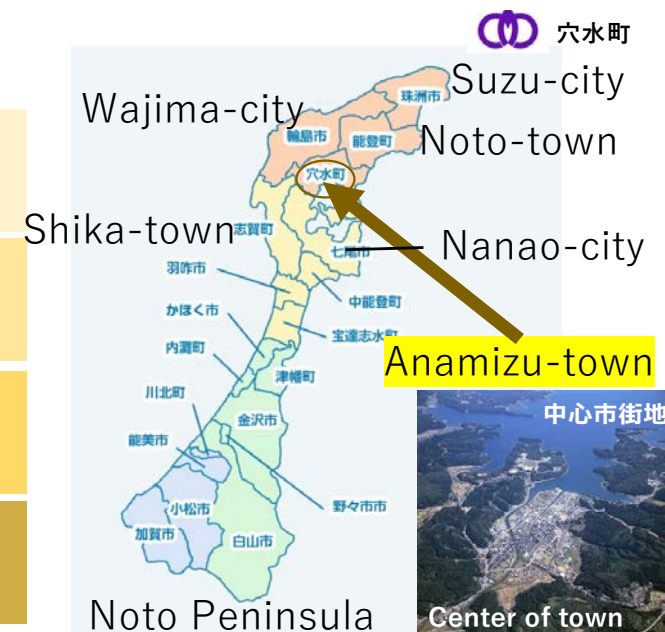 穴水町
Suzu-city
珠洲市
Wajima-city
輪島市
能登町
Noto-town
穴水町
Shika-town
志賀町
七尾市
Nanao-city
羽咋市
中能登町
かほく市
宝達志水町
内灘町
Anamizu-town
津幡町
川北町
中心市街地
金沢市
能美市
野々市市
小松市
加賀市
白山市
Noto Peninsula
Center of town